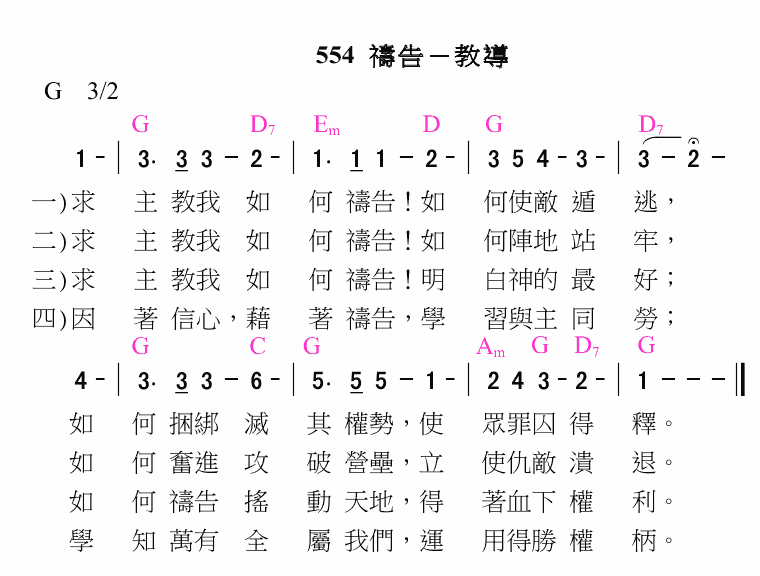 554 禱告－教導
G 3/2
G D7 Em D G D7
1 - | 3. 3 3 - 2 - | 1. 1 1 - 2 - | 3 5 4 - 3 - | 3 - 2 -
一)求 主 教我 如 何 禱告！如 何使敵 遁 逃，
二)求 主 教我 如 何 禱告！如 何陣地 站 牢，
三)求 主 教我 如 何 禱告！明 白神的 最 好；
四)因 著 信心，藉 著 禱告，學 習與主 同 勞；
G C G Am G D7 G
4 - | 3. 3 3 - 6 - | 5. 5 5 - 1 - | 2 4 3 - 2 - | 1 - - - ||
如 何 捆綁 滅 其 權勢，使 眾罪囚 得 釋。
如 何 奮進 攻 破 營壘，立 使仇敵 潰 退。
如 何 禱告 搖 動 天地，得 著血下 權 利。
學 知 萬有 全 屬 我們，運 用得勝 權 柄。